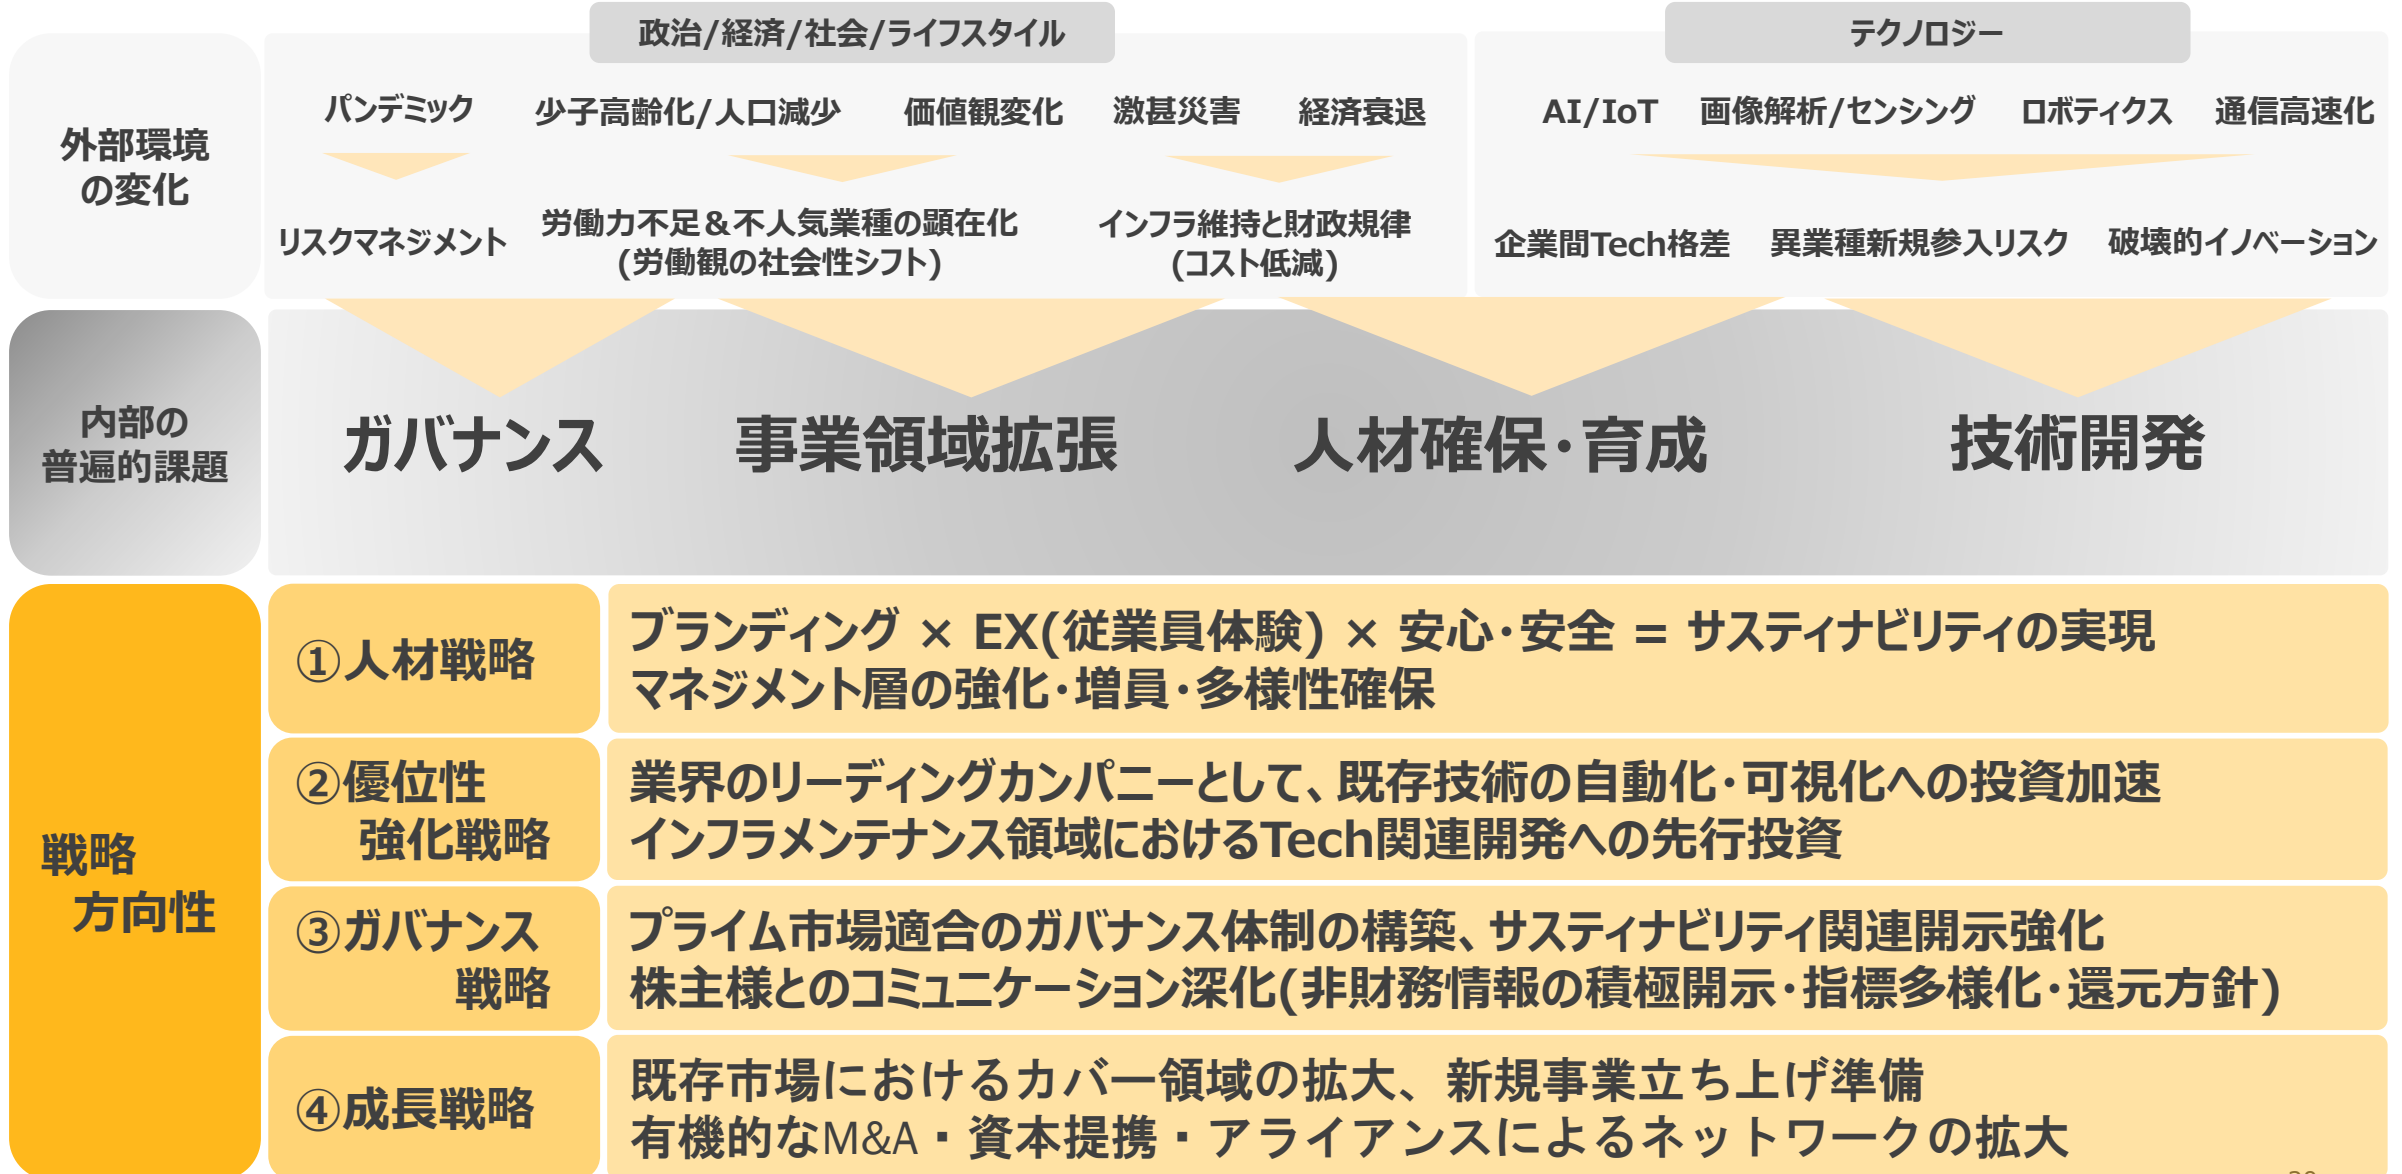 政治/経済/社会/ライフスタイル
テクノロジー
外部環境
の変化
パンデミック
少子高齢化/人口減少
価値観変化
激甚災害
経済衰退
AI/IoT
画像解析/センシング
ロボティクス
通信高速化
リスクマネジメント
労働力不足＆不人気業種の顕在化
(労働観の社会性シフト)
インフラ維持と財政規律
(コスト低減)
企業間Tech格差
異業種新規参入リスク
破壊的イノベーション
内部の
普遍的課題
ガバナンス
事業領域拡張
人材確保・育成
技術開発
戦略
方向性
①人材戦略
ブランディング × EX(従業員体験) × 安心・安全 = サスティナビリティの実現
マネジメント層の強化・増員・多様性確保
②優位性
強化戦略
業界のリーディングカンパニーとして、既存技術の自動化・可視化への投資加速
インフラメンテナンス領域におけるTech関連開発への先行投資
③ガバナンス
戦略
プライム市場適合のガバナンス体制の構築、サスティナビリティ関連開示強化
株主様とのコミュニケーション深化(非財務情報の積極開示・指標多様化・還元方針)
④成長戦略
既存市場におけるカバー領域の拡大、新規事業立ち上げ準備
有機的なM&A・資本提携・アライアンスによるネットワークの拡大